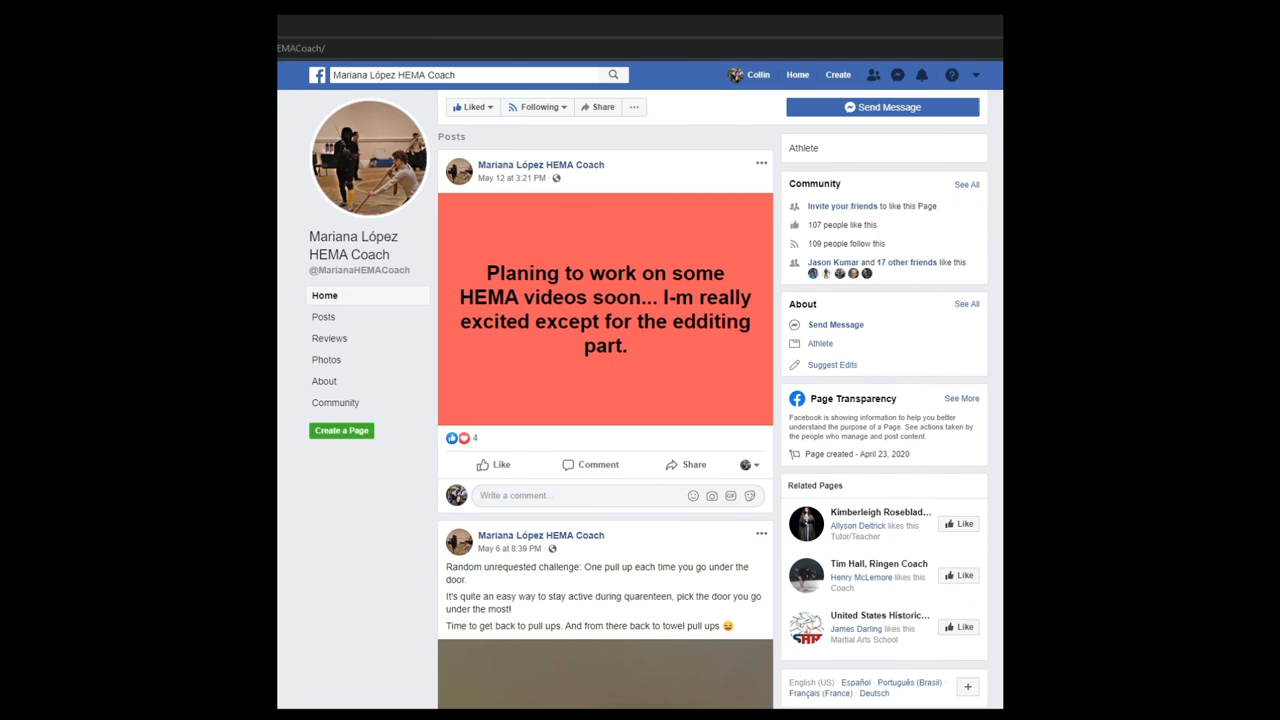 EMACoach/
Mariana López HEMA Coach
Collin
Home
Create
Liked
Following
Share
Send Message
Mariana López
HEMA Coach
@MarianaHEMACoach
Home
Posts
Reviews
Photos
About
Community
Create a Page
Posts
Mariana López HEMA Coach
May 12 at 3:21 PM ·
Planing to work on some
HEMA videos soon... I-m really
excited except for the edditing
part.
4
Like
Comment
Share
Write a comment...
GIF
Mariana López HEMA Coach
May 6 at 8:39 PM ·
Random unrequested challenge: One pull up each time you go under the
door.
It's quite an easy way to stay active during quarenteen, pick the door you go
under the most!
Time to get back to pull ups. And from there back to towel pull ups 😄
Athlete
Community
See All
Invite your friends to like this Page
107 people like this
109 people follow this
Jason Kumar and 17 other friends like this
About
See All
Send Message
Athlete
Suggest Edits
Page Transparency
See More
Facebook is showing information to help you better
understand the purpose of a Page. See actions taken by
the people who manage and post content.
Page created - April 23, 2020
Related Pages
Kimberleigh Roseblad...
Allyson Deitrick likes this
Tutor/Teacher
Like
Tim Hall, Ringen Coach
Henry McLemore likes this
Coach
Like
United States Historic...
James Darling likes this
Martial Arts School
Like
English (US) · Español · Português (Brasil) ·
Français (France) · Deutsch